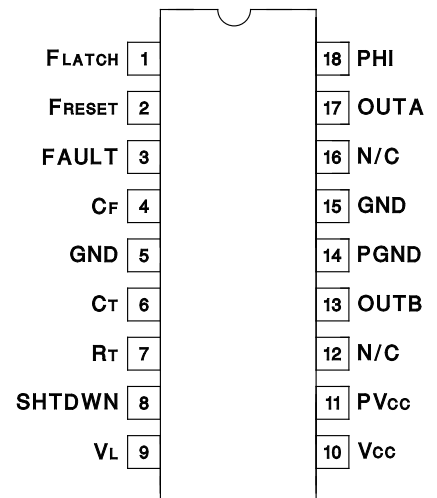 FLATCH 1 18 PHI
FRESET 2 17 OUTA
FAULT 3 16 N/C
CF 4 15 GND
GND 5 14 PGND
CT 6 13 OUTB
RT 7 12 N/C
SHTDWN 8 11 PVcc
VL 9 10 Vcc